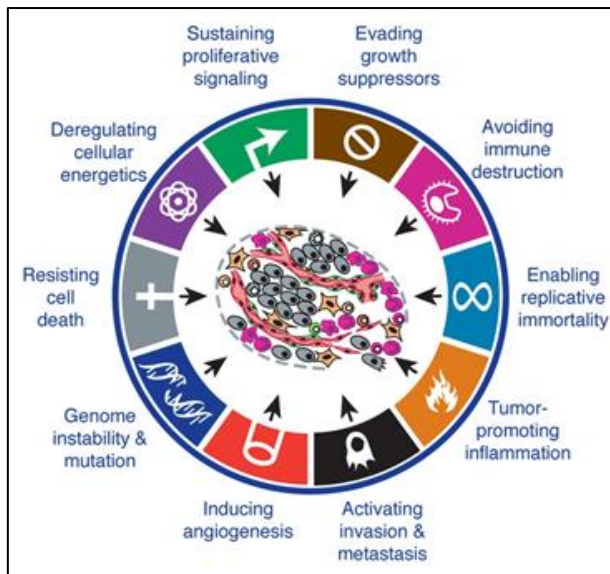 Sustaining
proliferative
signaling
Evading
growth
suppressors
Avoiding
immune
destruction
Enabling
replicative
immortality
Tumor-
promoting
inflammation
Activating
invasion &
metastasis
Inducing
angiogenesis
Genome
instability &
mutation
Resisting
cell
death
Deregulating
cellular
energetics